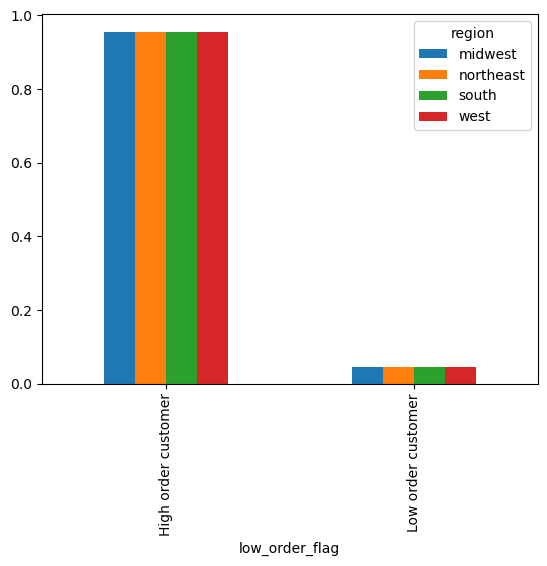 1.0
0.8
0.6
0.4
0.2
0.0
region
midwest
northeast
south
west
High order customer
Low order customer
low_order_flag